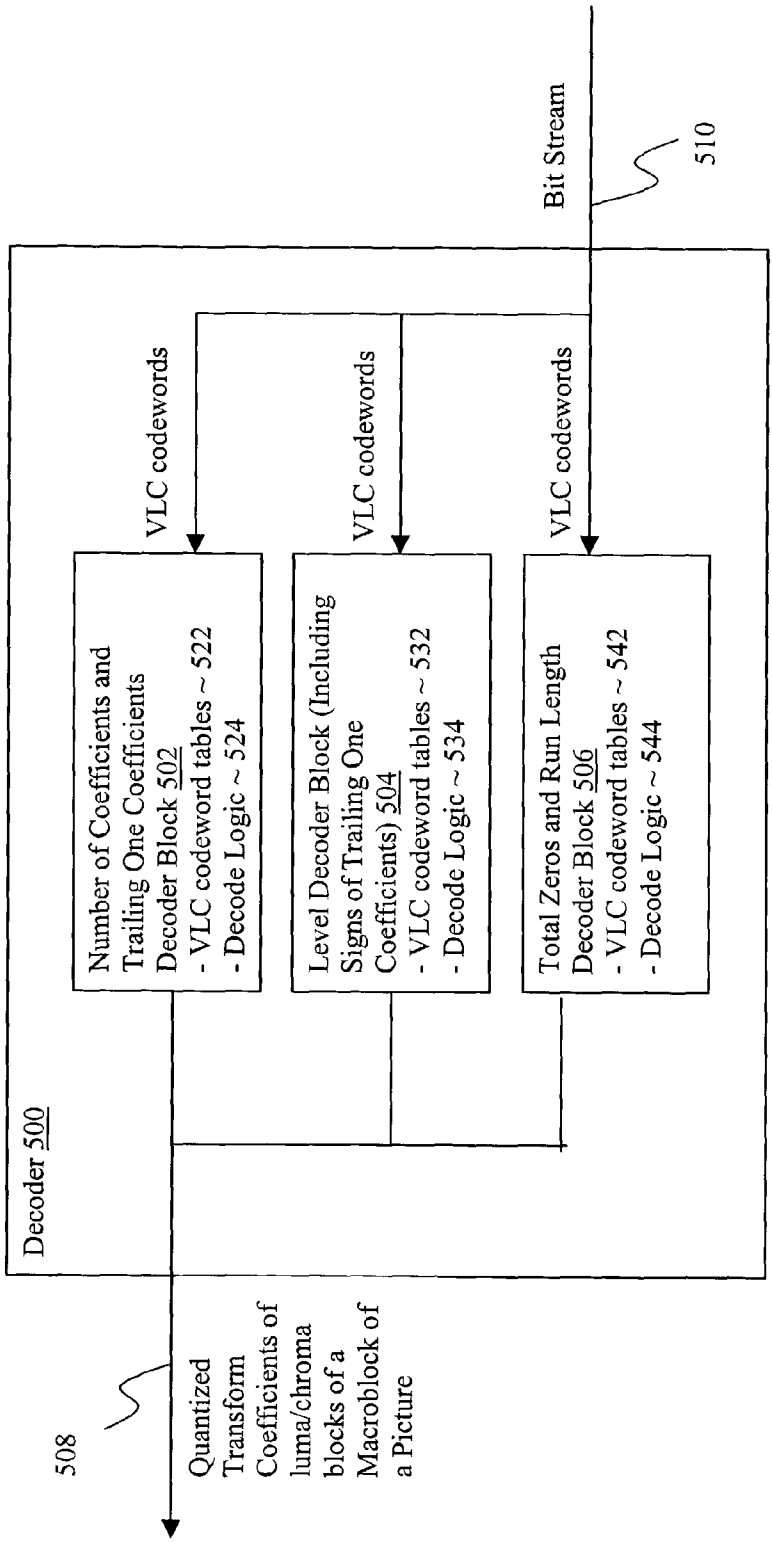 Decoder 500
508
Quantized
Transform
Coefficients of
luma/chroma
blocks of a
Macroblock of
a Picture
Number of Coefficients and
Trailing One Coefficients
Decoder Block 502
- VLC codeword tables ~ 522
- Decode Logic ~ 524
VLC codewords
Level Decoder Block (Including
Signs of Trailing One
Coefficients) 504
- VLC codeword tables ~ 532
- Decode Logic ~ 534
VLC codewords
Total Zeros and Run Length
Decoder Block 506
- VLC codeword tables ~ 542
- Decode Logic ~ 544
VLC codewords
Bit Stream
510